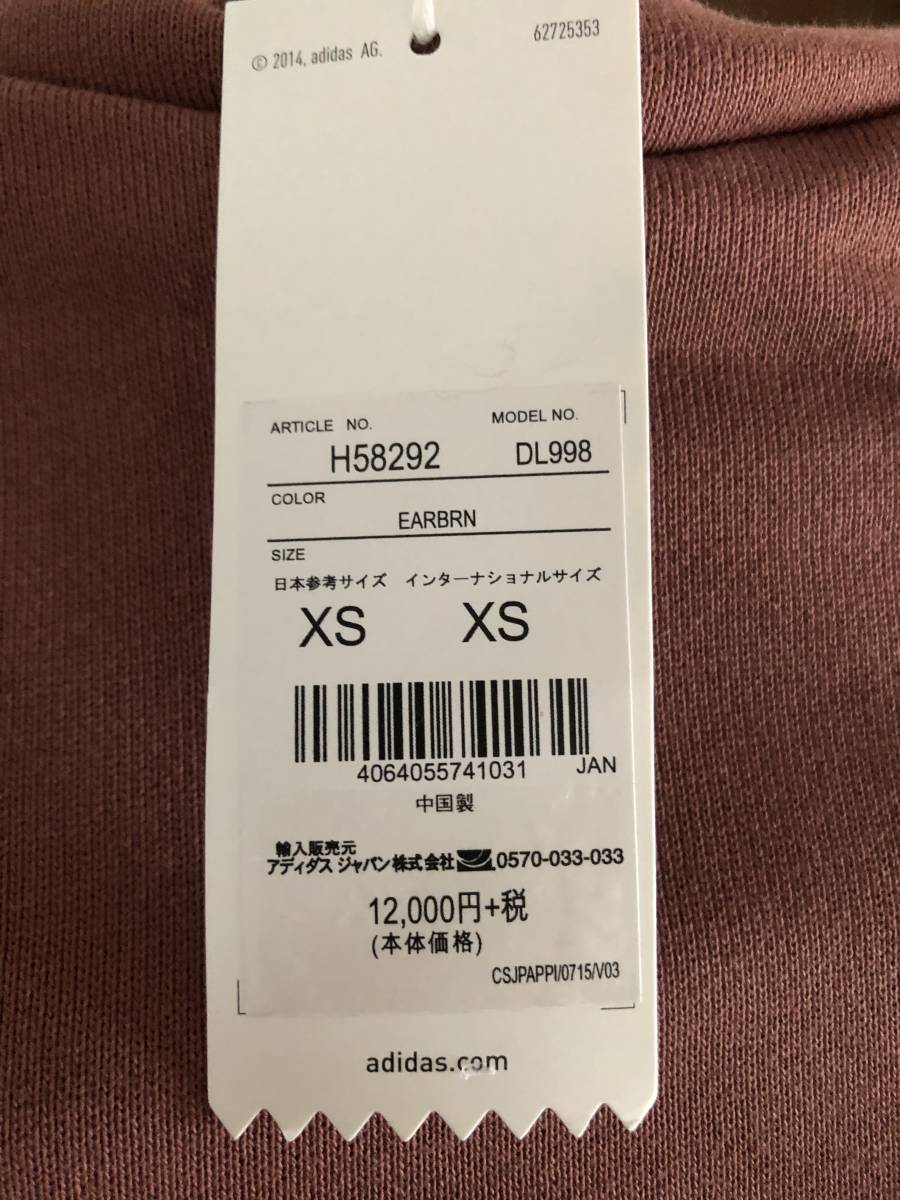 © 2014, adidas AG.
62725353
ARTICLE NO. MODEL NO.
H58292 DL998
COLOR
EARBRN
SIZE
日本参考サイズ インターナショナルサイズ
XS XS
4064055741031 JAN
中国製
輸入販売元
アディダス ジャパン株式会社 0570-033-033
12,000円+税
(本体価格)
CSJPAPPI/0715/V03
adidas.com